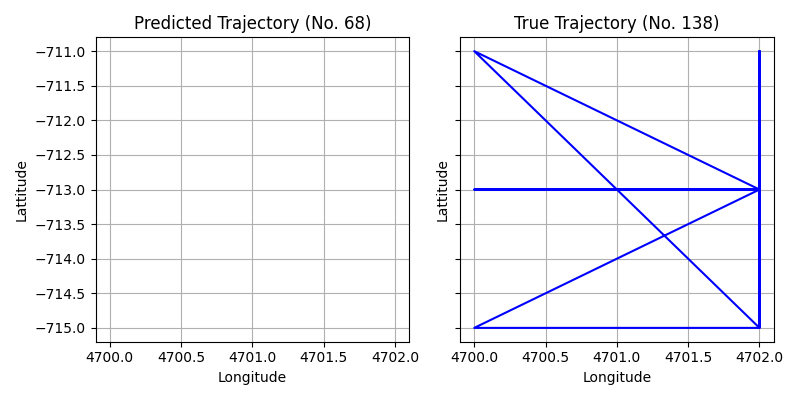 Predicted Trajectory (No. 68)
True Trajectory (No. 138)
−711.0
−711.5
−712.0
−712.5
−713.0
−713.5
−714.0
−714.5
−715.0
Lattitude
Lattitude
4700.0 4700.5 4701.0 4701.5 4702.0
4700.0 4700.5 4701.0 4701.5 4702.0
Longitude
Longitude